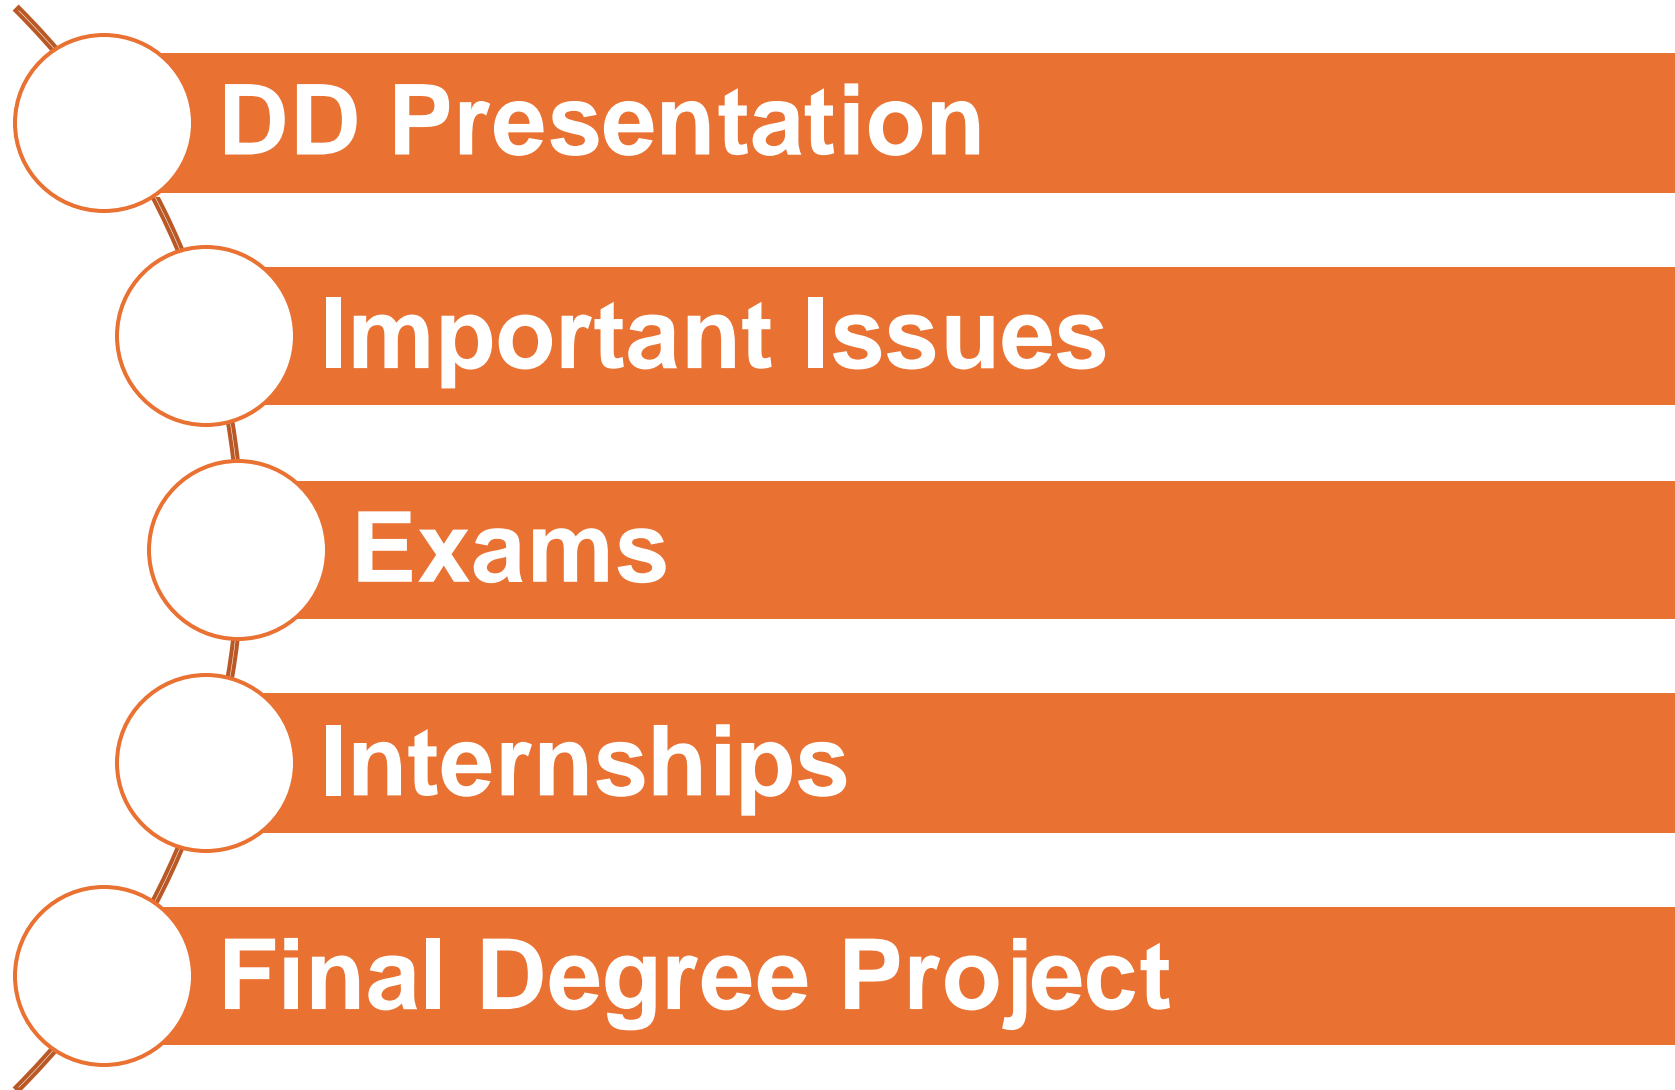 DD Presentation
Important Issues
Exams
Internships
Final Degree Project